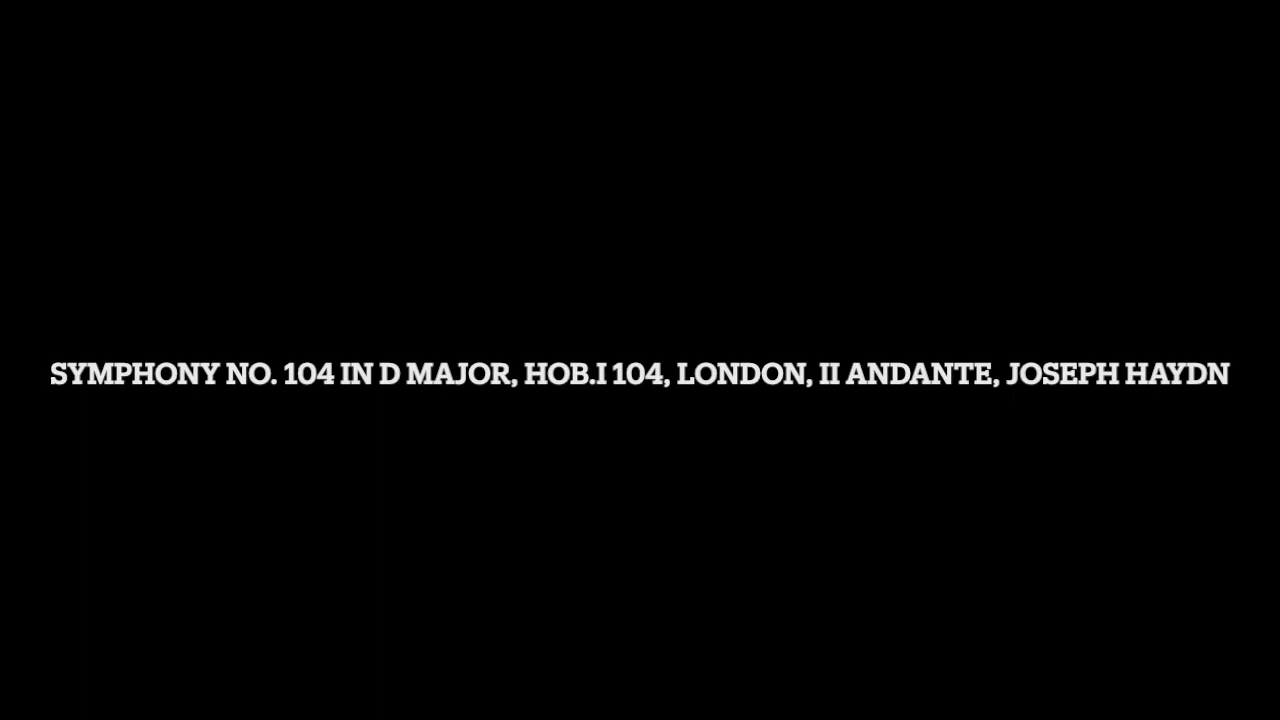 SYMPHONY NO. 104 IN D MAJOR, HOB.I 104, LONDON, II ANDANTE, JOSEPH HAYDN